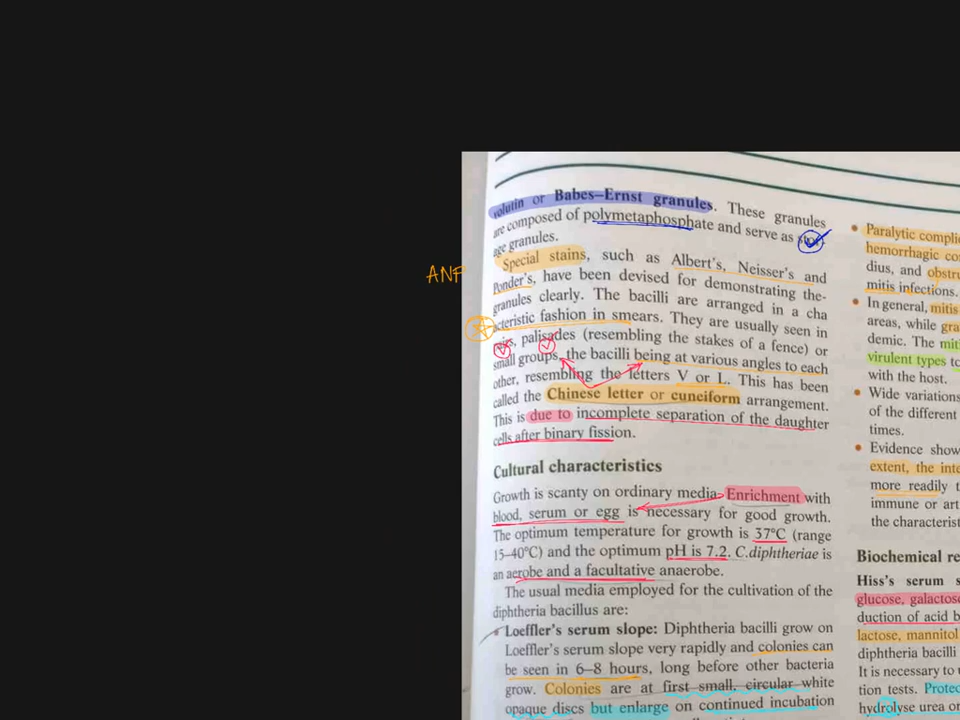 volutin or Babes–Ernst granules. These granules
are composed of polymetaphosphate and serve as
age granules.
Special stains, such as Albert's, Neisser's and
ANP
Ponder's, have been devised for demonstrating the
granules clearly. The bacilli are arranged in a cha
acteristic fashion in smears. They are usually seen in
palisades (resembling the stakes of a fence) or
small groups, the bacilli being at various angles to each
other, resembling the letters V or L. This has been
called the Chinese letter or cuneiform arrangement.
This is due to incomplete separation of the daughter
cells after binary fission.
Cultural characteristics
Growth is scanty on ordinary media. Enrichment with
blood, serum or egg is necessary for good growth.
The optimum temperature for growth is 37°C (range
15–40°C) and the optimum pH is 7.2. C.diphtheriae is
an aerobe and a facultative anaerobe.
The usual media employed for the cultivation of the
diphtheria bacillus are:
• Loeffler's serum slope: Diphtheria bacilli grow on
Loeffler's serum slope very rapidly and colonies can
be seen in 6–8 hours, long before other bacteria
grow. Colonies are at first small, circular white
opaque discs but enlarge on continued incubation
• Paralytic compli
hemorrhagic co
dius, and obstru
mitis infections.
• In general, mitis
areas, while gra
demic. The miti
virulent types to
with the host.
• Wide variations
of the different
times.
• Evidence show
extent, the inte
more readily t
immune or art
the characterist
Biochemical re
Hiss's serum s
glucose, galactose
duction of acid b
lactose, mannitol
diphtheria bacilli
It is necessary to
tion tests. Prote
hydrolyse urea or